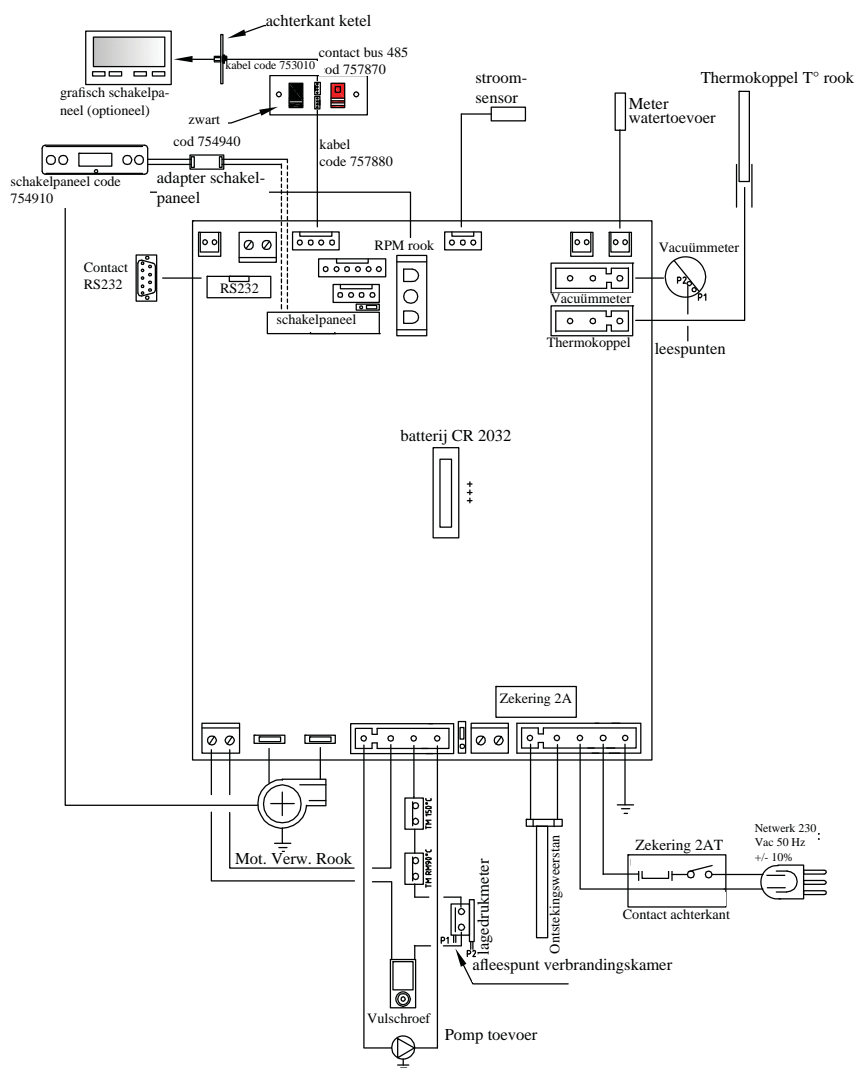 achterkant ketel
kabel code 753010
contact bus 485
od 757870
grafisch schakelpa-
neel (optioneel)
zwart
stroom-
sensor
Thermokoppel T° rook
Meter
watertoevoer
cod 754940
kabel
code 757880
schakelpaneel code
754910
adapter schakel-
paneel
RPM rook
Vacuümmeter
P2
P1
Contact
RS232
RS232
schakelpaneel
Vacuümmeter
Thermokoppel
leespunten
batterij CR 2032
+++
Zekering 2A
TM 150°C
TM RM90°C
Mot. Verw. Rook
lagedrukmeter
P1
P2
Ontstekingsweerstan
Zekering 2AT
Contact achterkant
Netwerk 230 :
Vac 50 Hz
+/- 10%
afleespunt verbrandingskamer
Vulschroef
Pomp toevoer